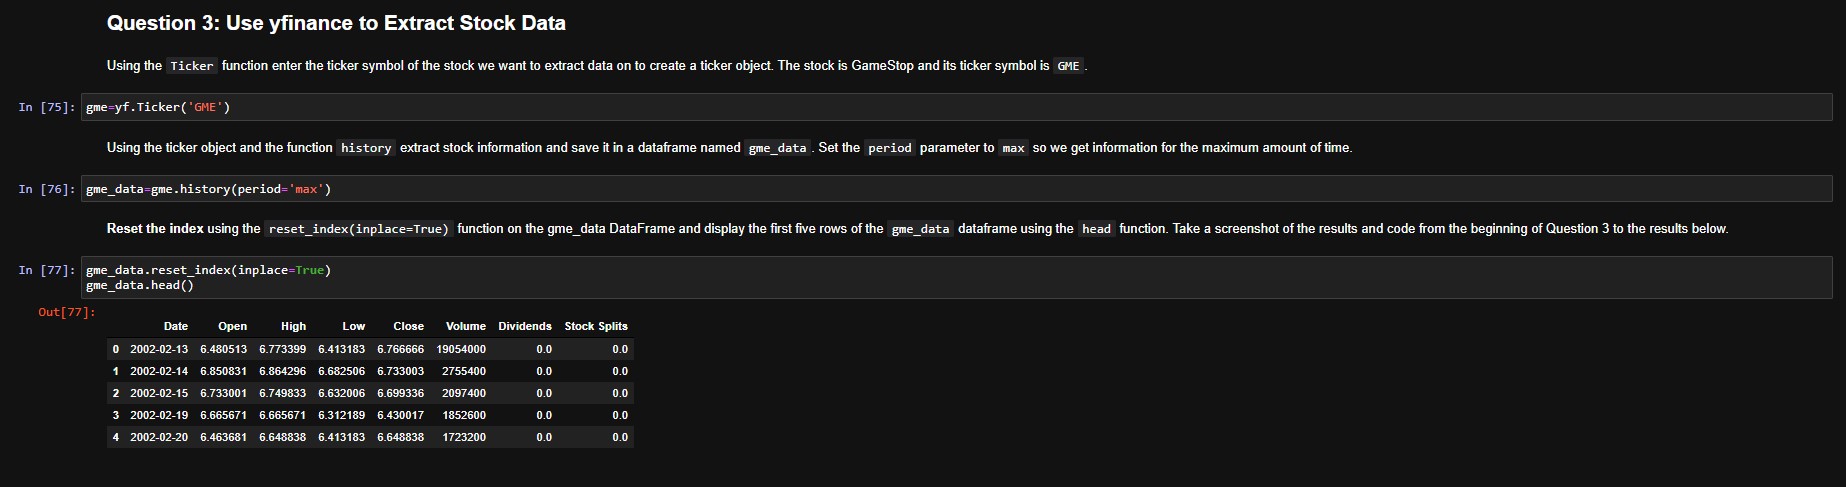 Question 3: Use yfinance to Extract Stock Data
Using the Ticker function enter the ticker symbol of the stock we want to extract data on to create a ticker object. The stock is GameStop and its ticker symbol is GME .
In [75]: gme=yf.Ticker('GME')
Using the ticker object and the function history extract stock information and save it in a dataframe named gme_data . Set the period parameter to max so we get information for the maximum amount of time.
In [76]: gme_data=gme.history(period='max')
Reset the index using the reset_index(inplace=True) function on the gme_data DataFrame and display the first five rows of the gme_data dataframe using the head function. Take a screenshot of the results and code from the beginning of Question 3 to the results below.
In [77]: gme_data.reset_index(inplace=True)
gme_data.head()
Out[77]:
Date Open High Low Close Volume Dividends Stock Splits
0 2002-02-13 6.480513 6.773399 6.413183 6.766666 19054000 0.0 0.0
1 2002-02-14 6.850831 6.864296 6.682506 6.733003 2755400 0.0 0.0
2 2002-02-15 6.733001 6.749833 6.632006 6.699336 2097400 0.0 0.0
3 2002-02-19 6.665671 6.665671 6.312189 6.430017 1852600 0.0 0.0
4 2002-02-20 6.463681 6.648838 6.413183 6.648838 1723200 0.0 0.0